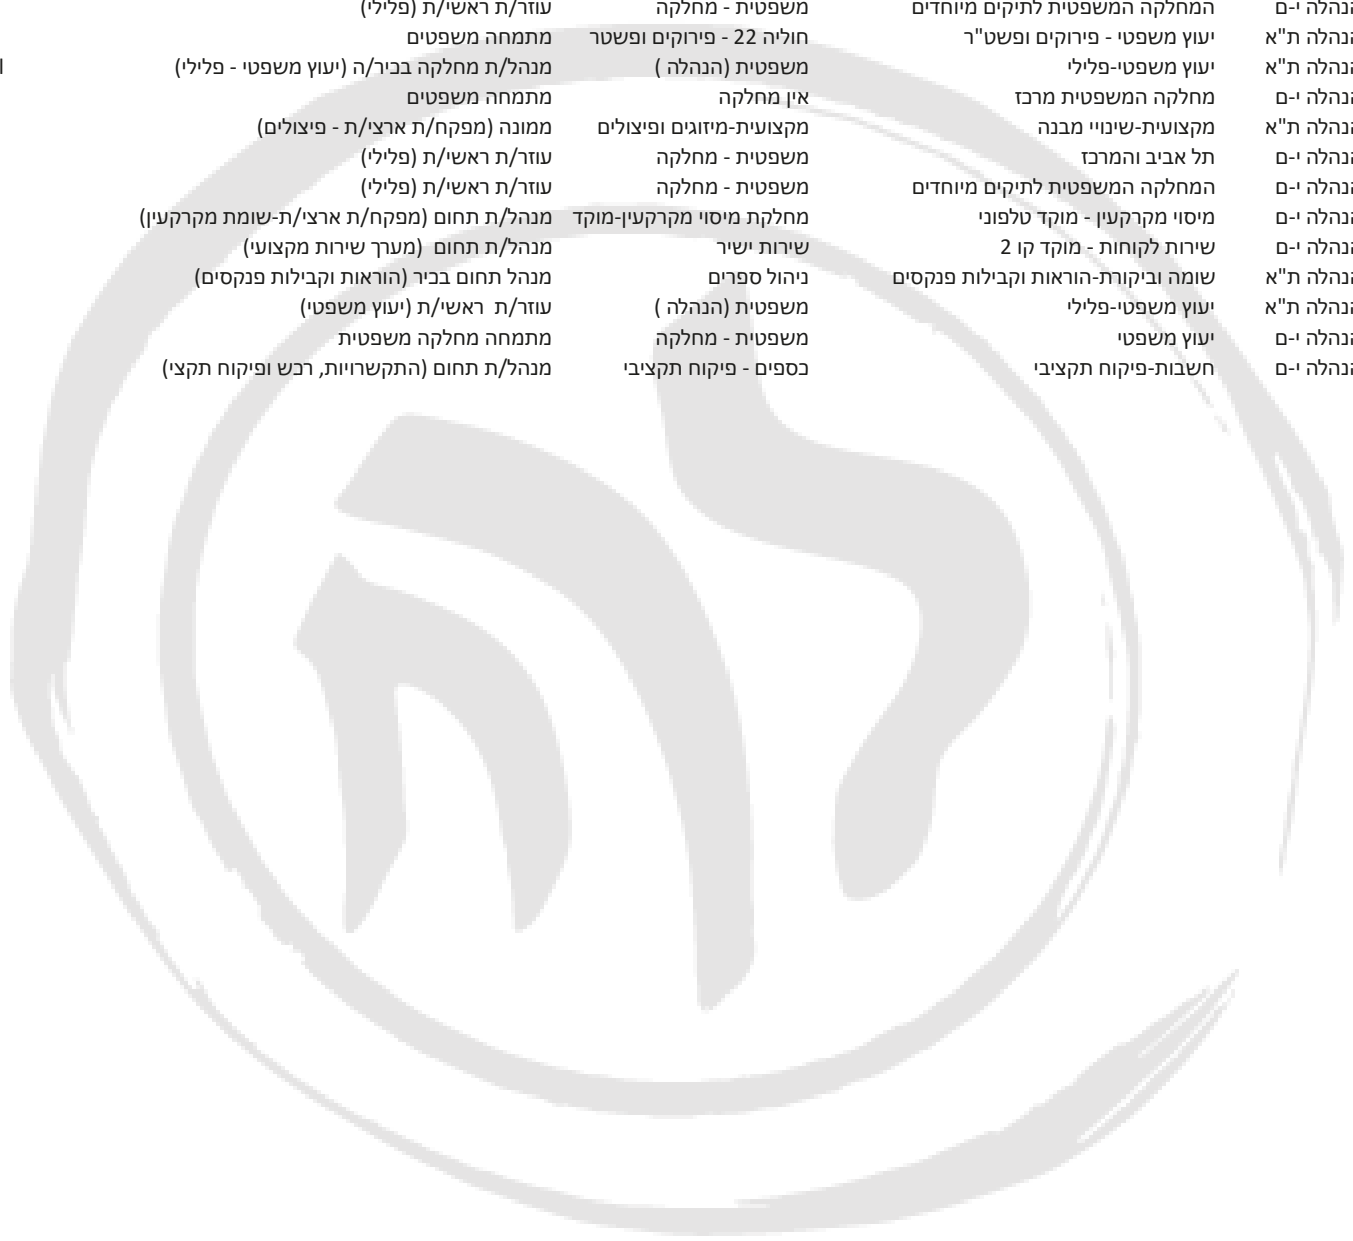 הנהלה י-ם המחלקה המשפטית לתיקים מיוחדים משפטית - מחלקה עוזר/ת ראשי/ת (פלילי)
הנהלה ת"א יעוץ משפטי - פירוקים ופשט"ר חוליה 22 - פירוקים ופשטר מתמחה משפטים
הנהלה ת"א יעוץ משפטי-פלילי משפטית (הנהלה ) מנהל/ת מחלקה בכיר/ה (יעוץ משפטי - פלילי)
הנהלה י-ם מחלקה המשפטית מרכז אין מחלקה מתמחה משפטים
הנהלה ת"א מקצועית-שינויי מבנה מקצועית-מיזוגים ופיצולים ממונה (מפקח/ת ארצי/ת - פיצולים)
הנהלה י-ם תל אביב והמרכז משפטית - מחלקה עוזר/ת ראשי/ת (פלילי)
הנהלה י-ם המחלקה המשפטית לתיקים מיוחדים משפטית - מחלקה עוזר/ת ראשי/ת (פלילי)
הנהלה י-ם מיסוי מקרקעין - מוקד טלפוני מחלקת מיסוי מקרקעין-מוקד מנהל/ת תחום (מפקח/ת ארצי/ת-שומת מקרקעין)
הנהלה י-ם שירות לקוחות - מוקד קו 2 שירות ישיר מנהל/ת תחום (מערך שירות מקצועי)
הנהלה ת"א שומה וביקורת-הוראות וקבילות פנקסים ניהול ספרים מנהל תחום בכיר (הוראות וקבילות פנקסים)
הנהלה ת"א יעוץ משפטי-פלילי משפטית (הנהלה ) עוזר/ת ראשי/ת (יעוץ משפטי)
הנהלה י-ם יעוץ משפטי משפטית - מחלקה מתמחה מחלקה משפטית
הנהלה י-ם חשבות-פיקוח תקציבי כספים - פיקוח תקציבי מנהל/ת תחום (התקשרויות, רכש ופיקוח תקצי)
לוה